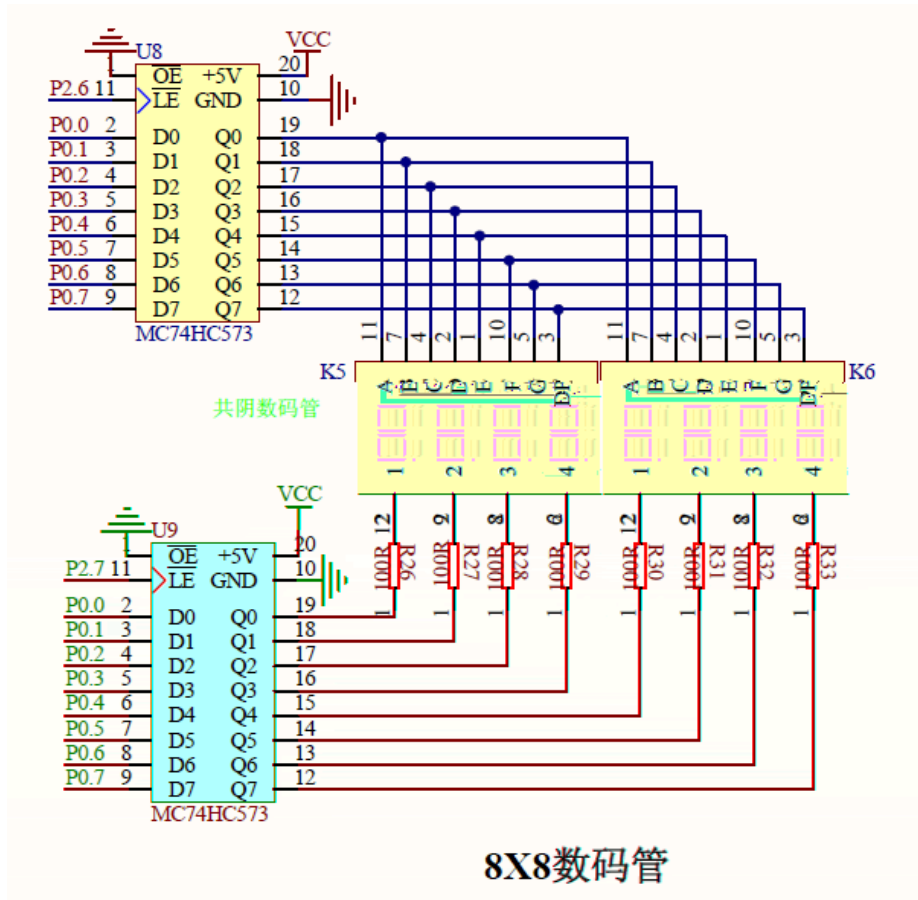 U8
VCC
1
OE +5V 20
P2.6 11 LE GND 10
P0.0 2 D0 Q0 19
P0.1 3 D1 Q1 18
P0.2 4 D2 Q2 17
P0.3 5 D3 Q3 16
P0.4 6 D4 Q4 15
P0.5 7 D5 Q5 14
P0.6 8 D6 Q6 13
P0.7 9 D7 Q7 12
MC74HC573
11 7 4 2 1 10 5 3
11 7 4 2 1 10 5 3
K5
K6
A B C D E F G DP
A B C D E F G DP
共阴数码管
1 2 3 4
1 2 3 4
12 9 8 6
12 9 8 6
R26 R27 R28 R29 R30 R31 R32 R33
100R 100R 100R 100R 100R 100R 100R 100R
1 1 1 1 1 1 1 1
VCC
U9
1
OE +5V 20
P2.7 11 LE GND 10
P0.0 2 D0 Q0 19
P0.1 3 D1 Q1 18
P0.2 4 D2 Q2 17
P0.3 5 D3 Q3 16
P0.4 6 D4 Q4 15
P0.5 7 D5 Q5 14
P0.6 8 D6 Q6 13
P0.7 9 D7 Q7 12
MC74HC573
8X8数码管